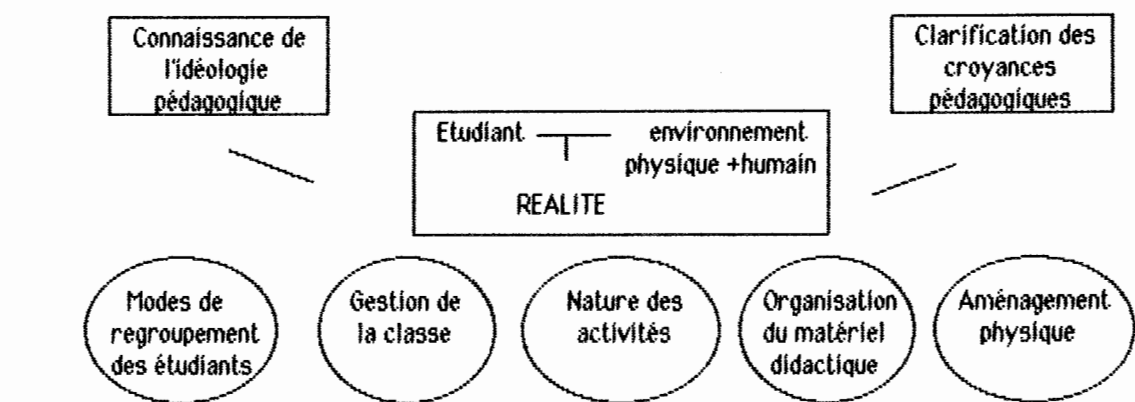 Connaissance de
l'idéologie
pédagogique
Clarification des
croyances
pédagogiques
Etudiant environnement
physique +humain
REALITE
Modes de
regroupement
des étudiants
Gestion de
la classe
Nature des
activités
Organisation
du matériel
didactique
Aménagement
physique